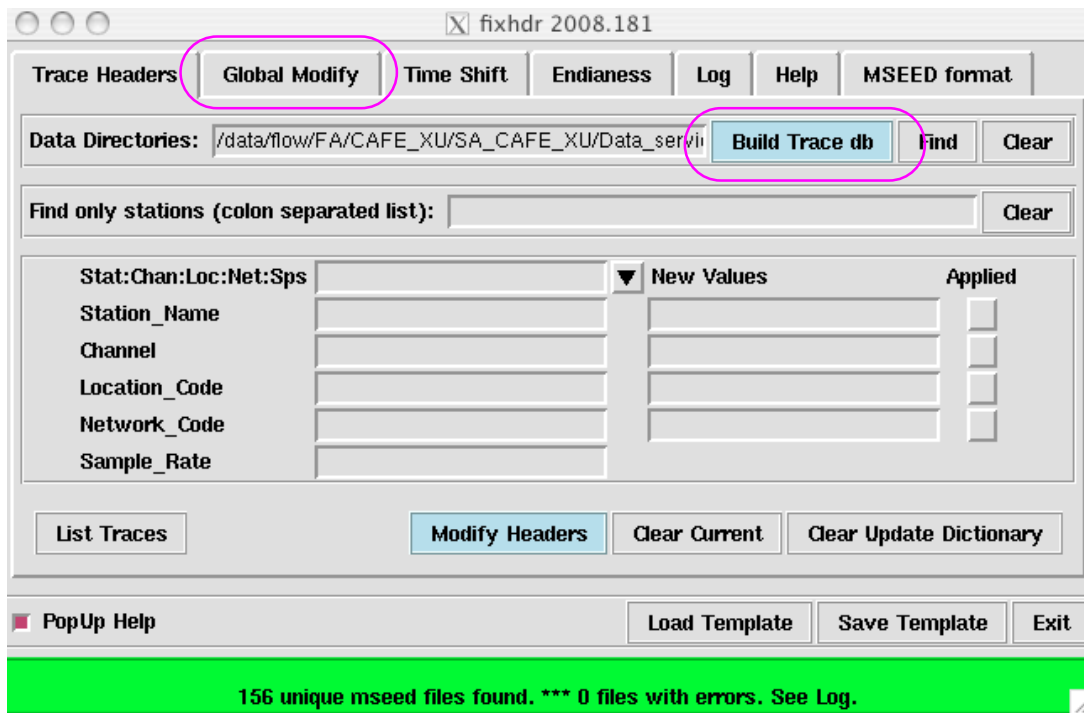 X fixhdr 2008.181
Trace Headers Global Modify Time Shift Endianess Log Help MSEED format
Data Directories: /data/flow/FA/CAFE_XU/SA_CAFE_XU/Data_servi Build Trace db Find Clear
Find only stations (colon separated list): Clear
Stat:Chan:Loc:Net:Sps New Values Applied
Station_Name
Channel
Location_Code
Network_Code
Sample_Rate
List Traces Modify Headers Clear Current Clear Update Dictionary
PopUp Help Load Template Save Template Exit
156 unique mseed files found. *** 0 files with errors. See Log.